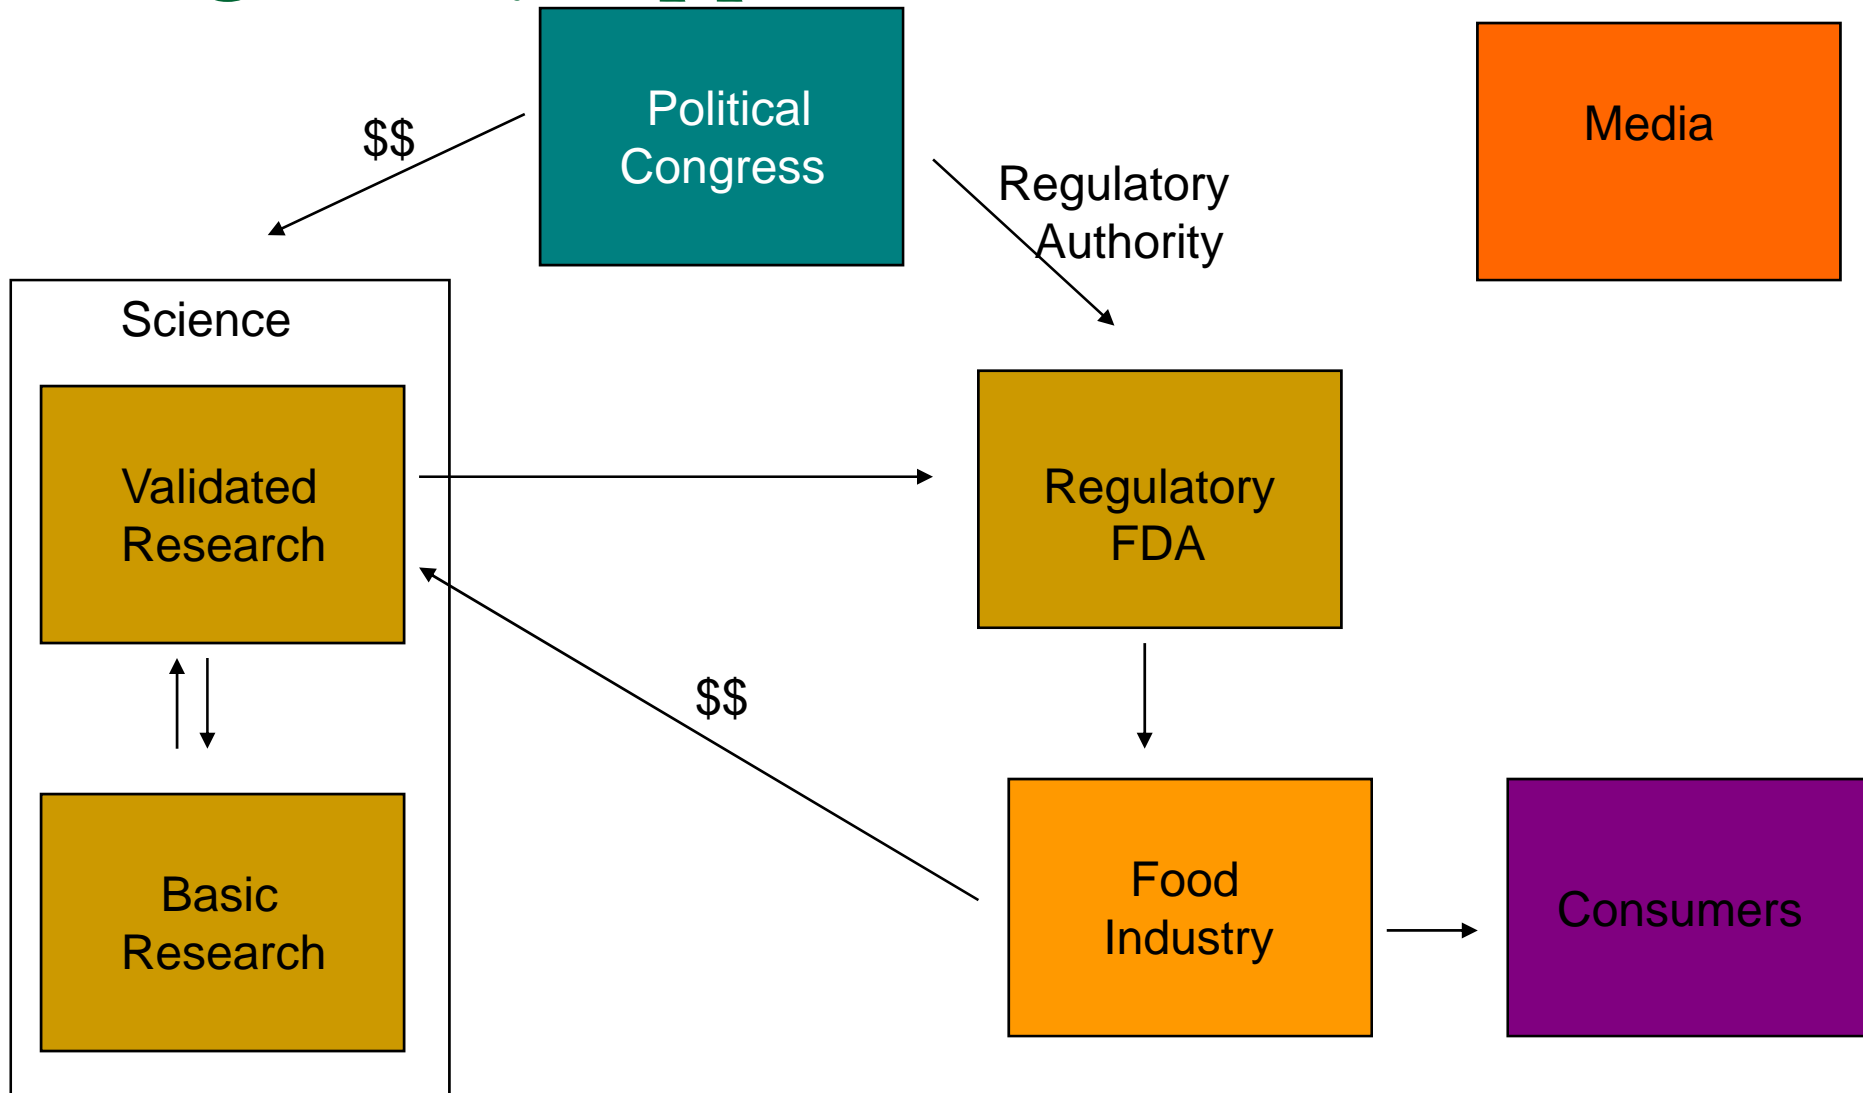 Political
Congress
$$
Media
Regulatory
Authority
Science
Validated
Research
Regulatory
FDA
$$
Basic
Research
Food
Industry
Consumers